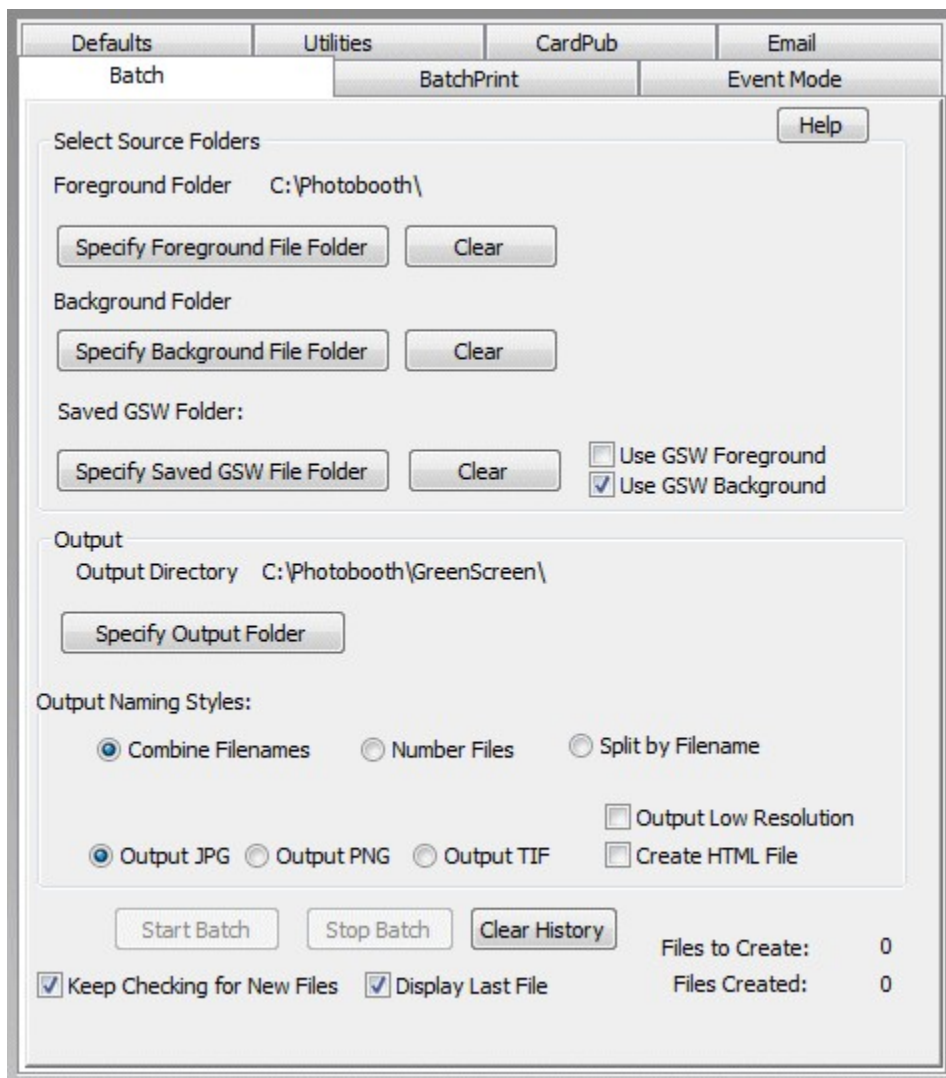 Defaults Utilities CardPub Email
Batch BatchPrint Event Mode
Help
Select Source Folders
Foreground Folder C:\Photobooth\
Specify Foreground File Folder Clear
Background Folder
Specify Background File Folder Clear
Saved GSW Folder:
Specify Saved GSW File Folder Clear
Use GSW Foreground
Use GSW Background
Output
Output Directory C:\Photobooth\GreenScreen\
Specify Output Folder
Output Naming Styles:
Combine Filenames Number Files Split by Filename
Output Low Resolution
Output JPG Output PNG Output TIF Create HTML File
Start Batch Stop Batch Clear History
Files to Create: 0
Keep Checking for New Files Display Last File Files Created: 0